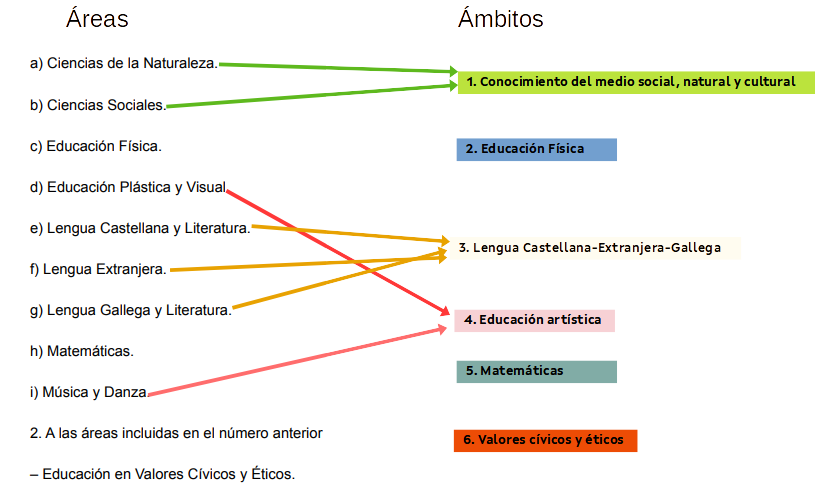 Áreas
a) Ciencias de la Naturaleza.
b) Ciencias Sociales.
c) Educación Física.
d) Educación Plástica y Visual
e) Lengua Castellana y Literatura.
f) Lengua Extranjera.
g) Lengua Gallega y Literatura.
h) Matemáticas.
i) Música y Danza.
2. A las áreas incluidas en el número anterior
– Educación en Valores Cívicos y Éticos.
Ámbitos
1. Conocimiento del medio social, natural y cultural
2. Educación Física
3. Lengua Castellana-Extranjera-Gallega
4. Educación artística
5. Matemáticas
6. Valores cívicos y éticos